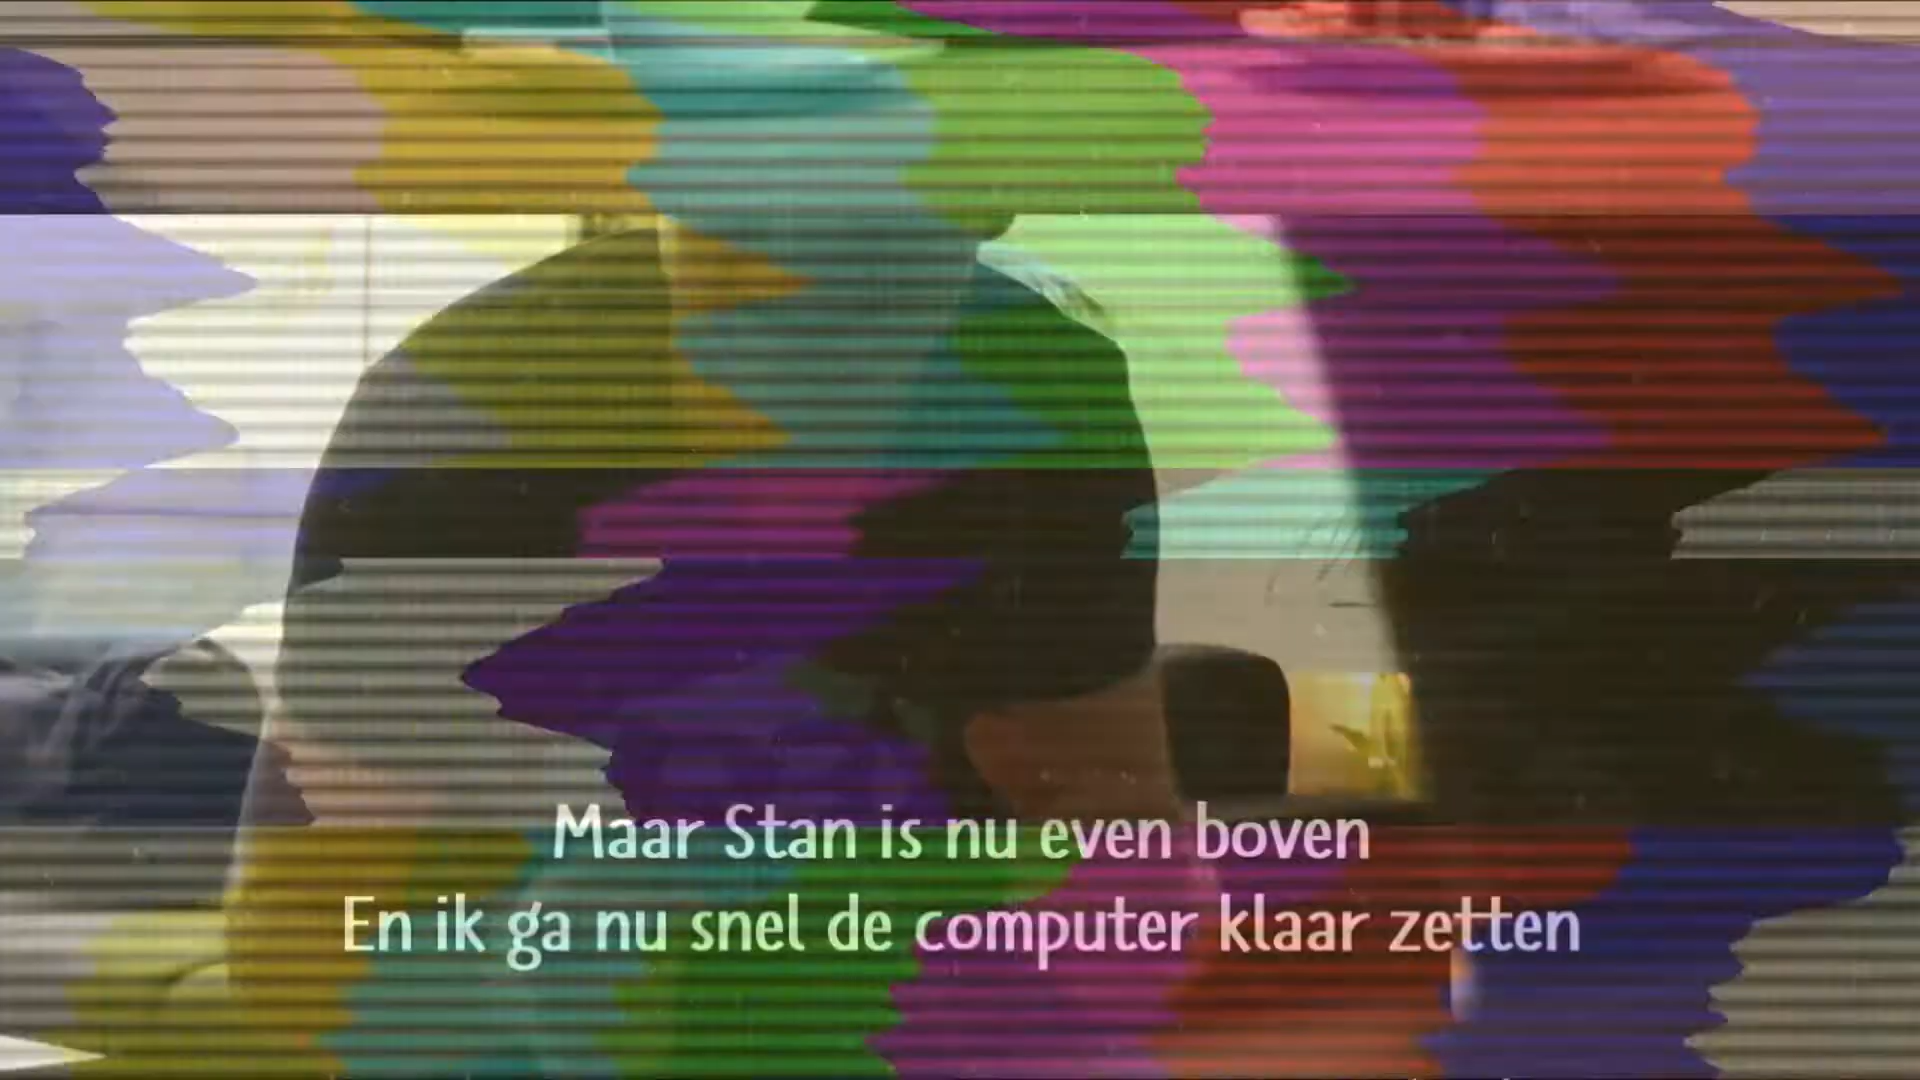 Maar Stan is nu even boven
En ik ga nu snel de computer klaar zetten